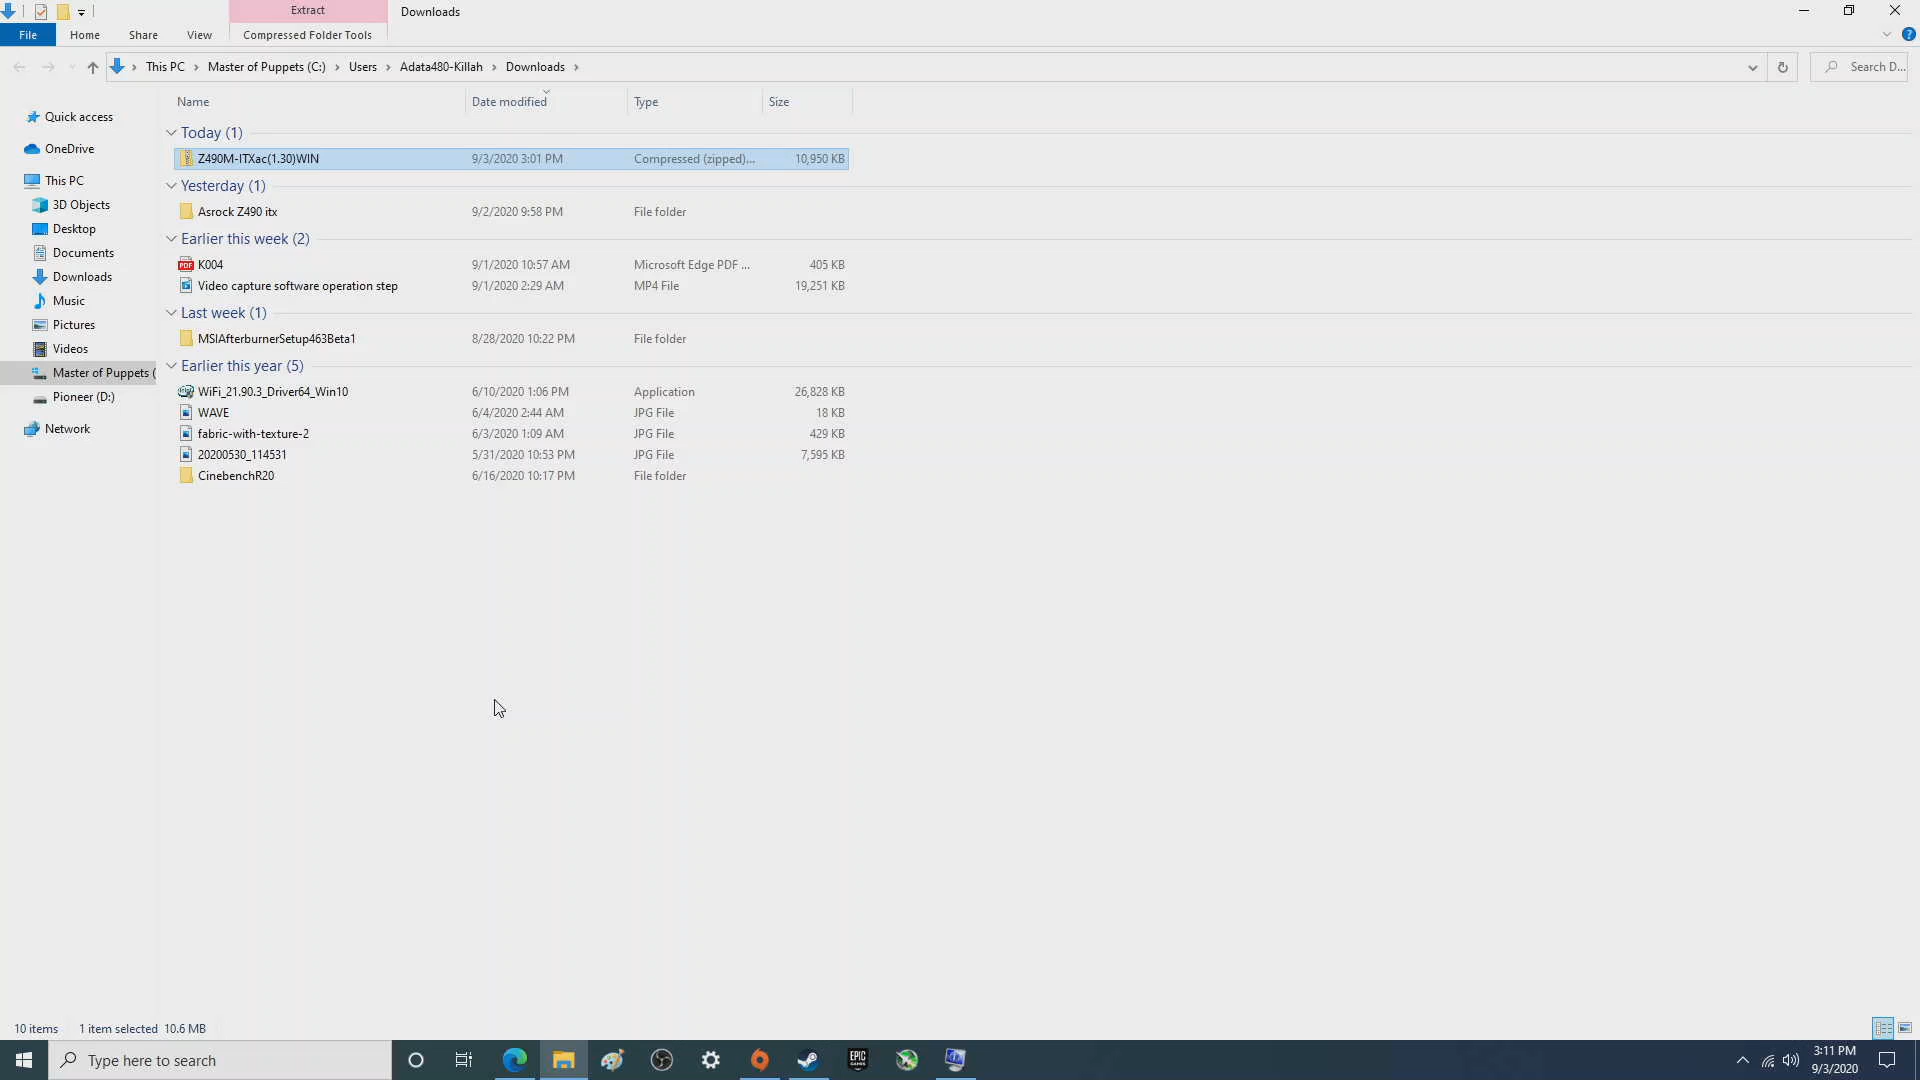 Extract
Downloads
File
Home
Share
View
Compressed Folder Tools
This PC > Master of Puppets (C:) > Users > Adata480-Killah > Downloads >
Search D...
Name Date modified Type Size
Quick access
OneDrive
This PC
3D Objects
Desktop
Documents
Downloads
Music
Pictures
Videos
Master of Puppets (
Pioneer (D:)
Network
Today (1)
Z490M-ITXac(1.30)WIN 9/3/2020 3:01 PM Compressed (zipped)... 10,950 KB
Yesterday (1)
Asrock Z490 itx 9/2/2020 9:58 PM File folder
Earlier this week (2)
K004 9/1/2020 10:57 AM Microsoft Edge PDF ... 405 KB
Video capture software operation step 9/1/2020 2:29 AM MP4 File 19,251 KB
Last week (1)
MSIAfterburnerSetup463Beta1 8/28/2020 10:22 PM File folder
Earlier this year (5)
WiFi_21.90.3_Driver64_Win10 6/10/2020 1:06 PM Application 26,828 KB
WAVE 6/4/2020 2:44 AM JPG File 18 KB
fabric-with-texture-2 6/3/2020 1:09 AM JPG File 429 KB
20200530_114531 5/31/2020 10:53 PM JPG File 7,595 KB
CinebenchR20 6/16/2020 10:17 PM File folder
10 items 1 item selected 10.6 MB
Type here to search
EPIC
GAMES
3:11 PM
9/3/2020